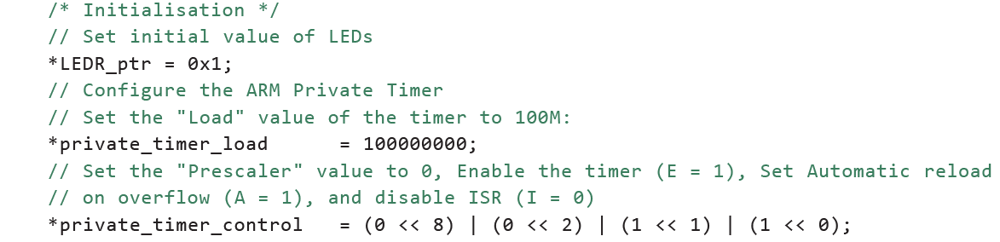 /* Initialisation */
// Set initial value of LEDs
*LEDR_ptr = 0x1;
// Configure the ARM Private Timer
// Set the "Load" value of the timer to 100M:
*private_timer_load      = 100000000;
// Set the "Prescaler" value to 0, Enable the timer (E = 1), Set Automatic reload
// on overflow (A = 1), and disable ISR (I = 0)
*private_timer_control   = (0 << 8) | (0 << 2) | (1 << 1) | (1 << 0);